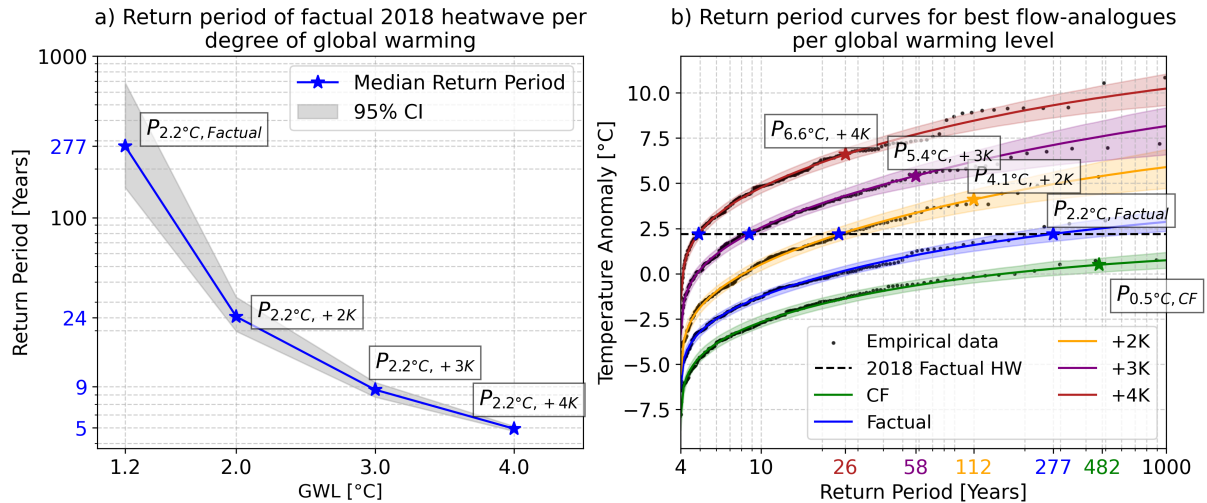 a) Return period of factual 2018 heatwave per
degree of global warming
Return Period [Years]
1000
277
100
24
9
5
1.2
2.0
3.0
4.0
GWL [°C]
Median Return Period
95% CI
P2.2°C, Factual
P2.2°C, +2K
P2.2°C, +3K
P2.2°C, +4K
b) Return period curves for best flow-analogues
per global warming level
Temperature Anomaly [°C]
10.0
7.5
5.0
2.5
0.0
−2.5
−5.0
−7.5
4
10
26
58
112
277
482
1000
Return Period [Years]
P6.6°C, +4K
P5.4°C, +3K
P4.1°C, +2K
P2.2°C, Factual
P0.5°C, CF
Empirical data
2018 Factual HW
CF
Factual
+2K
+3K
+4K